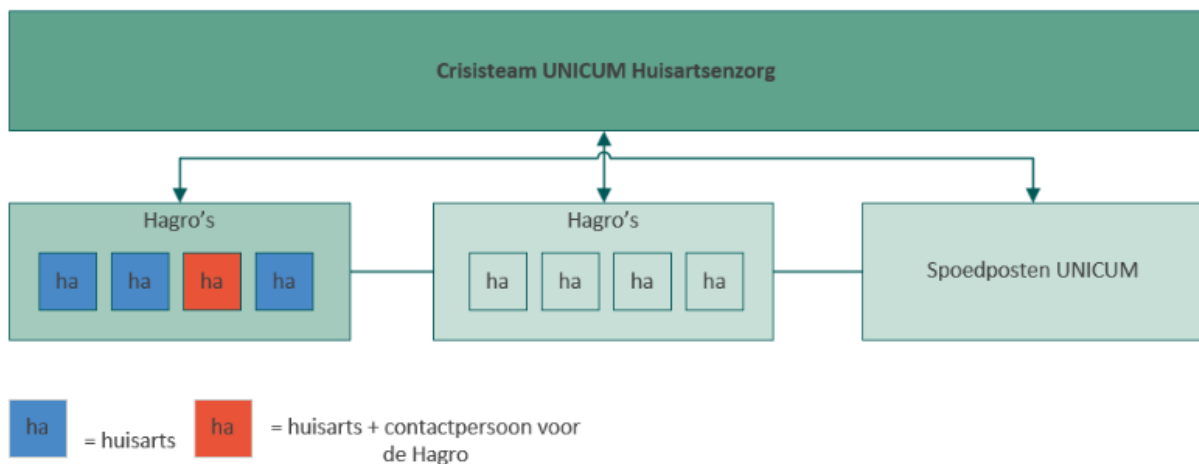 Crisisteam UNICUM Huisartsenzorg
Hagro's
ha ha ha ha
Hagro's
ha ha ha ha
Spoedposten UNICUM
ha = huisarts
ha = huisarts + contactpersoon voor
de Hagro